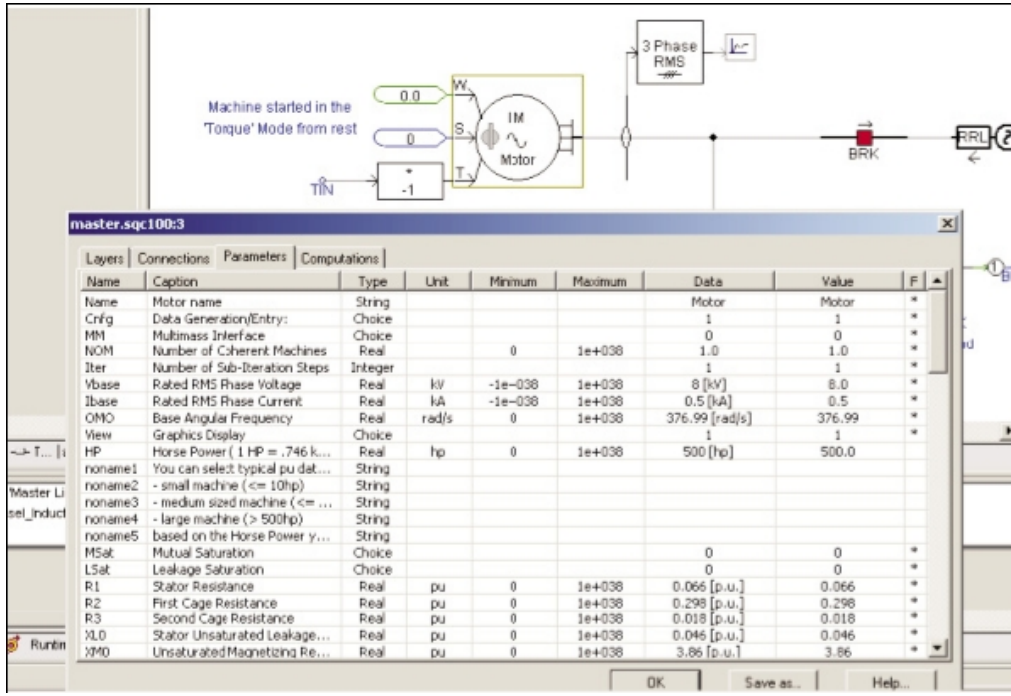 3 Phase
RMS
Machine started in the
'Torque' Mode from rest
0.0
W
0
S
IM
Motor
T
TIN
*
-1
BRK
RRL
master.sqc100:3
Layers Connections Parameters Computations
Name Caption Type Unit Minimum Maximum Data Value F
Name Motor name String Motor Motor *
Cnfg Data Generation/Entry: Choice 1 1 *
MM Multimass Interface Choice 0 0 *
NOM Number of Coherent Machines Real 0 1e+038 1.0 1.0 *
Iter Number of Sub-Iteration Steps Integer 1 1 *
Vbase Rated RMS Phase Voltage Real kV -1e-038 1e+038 8 [kV] 8.0 *
Ibase Rated RMS Phase Current Real kA -1e-038 1e+038 0.5 [kA] 0.5 *
OMO Base Angular Frequency Real rad/s 0 1e+038 376.99 [rad/s] 376.99 *
View Graphics Display Choice 1 1 *
HP Horse Power ( 1 HP = .746 k... Real hp 0 1e+038 500 [hp] 500.0
noname1 You can select typical pu dat... String
noname2 - small machine (<= 10hp) String
noname3 - medium sized machine (<= ... String
noname4 - large machine (> 500hp) String
noname5 based on the Horse Power y... String
MSat Mutual Saturation Choice 0 0 *
LSat Leakage Saturation Choice 0 0 *
R1 Stator Resistance Real pu 0 1e+038 0.066 [p.u.] 0.066 *
R2 First Cage Resistance Real pu 0 1e+038 0.298 [p.u.] 0.298 *
R3 Second Cage Resistance Real pu 0 1e+038 0.018 [p.u.] 0.018 *
XL0 Stator Unsaturated Leakage... Real pu 0 1e+038 0.046 [p.u.] 0.046 *
XM0 Unsaturated Magnetizing Re... Real pu 0 1e+038 3.86 [p.u.] 3.86 *
OK Save as... Help...
T...
'Master Li
sel_Induct
Runtin
1